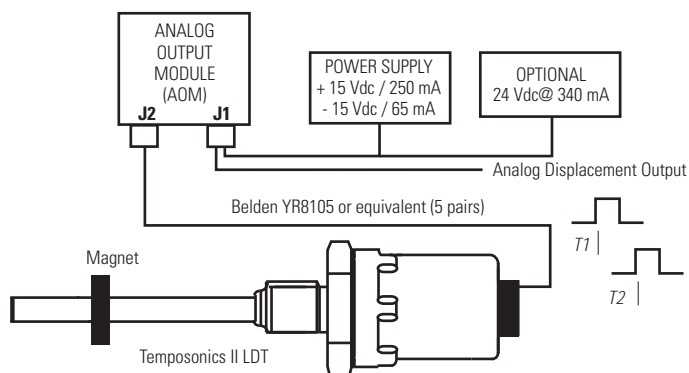 ANALOG
OUTPUT
MODULE
(AOM)
J2 J1
POWER SUPPLY
+ 15 Vdc / 250 mA
- 15 Vdc / 65 mA
OPTIONAL
24 Vdc@ 340 mA
Analog Displacement Output
Belden YR8105 or equivalent (5 pairs)
T1
T2
Magnet
Temposonics II LDT